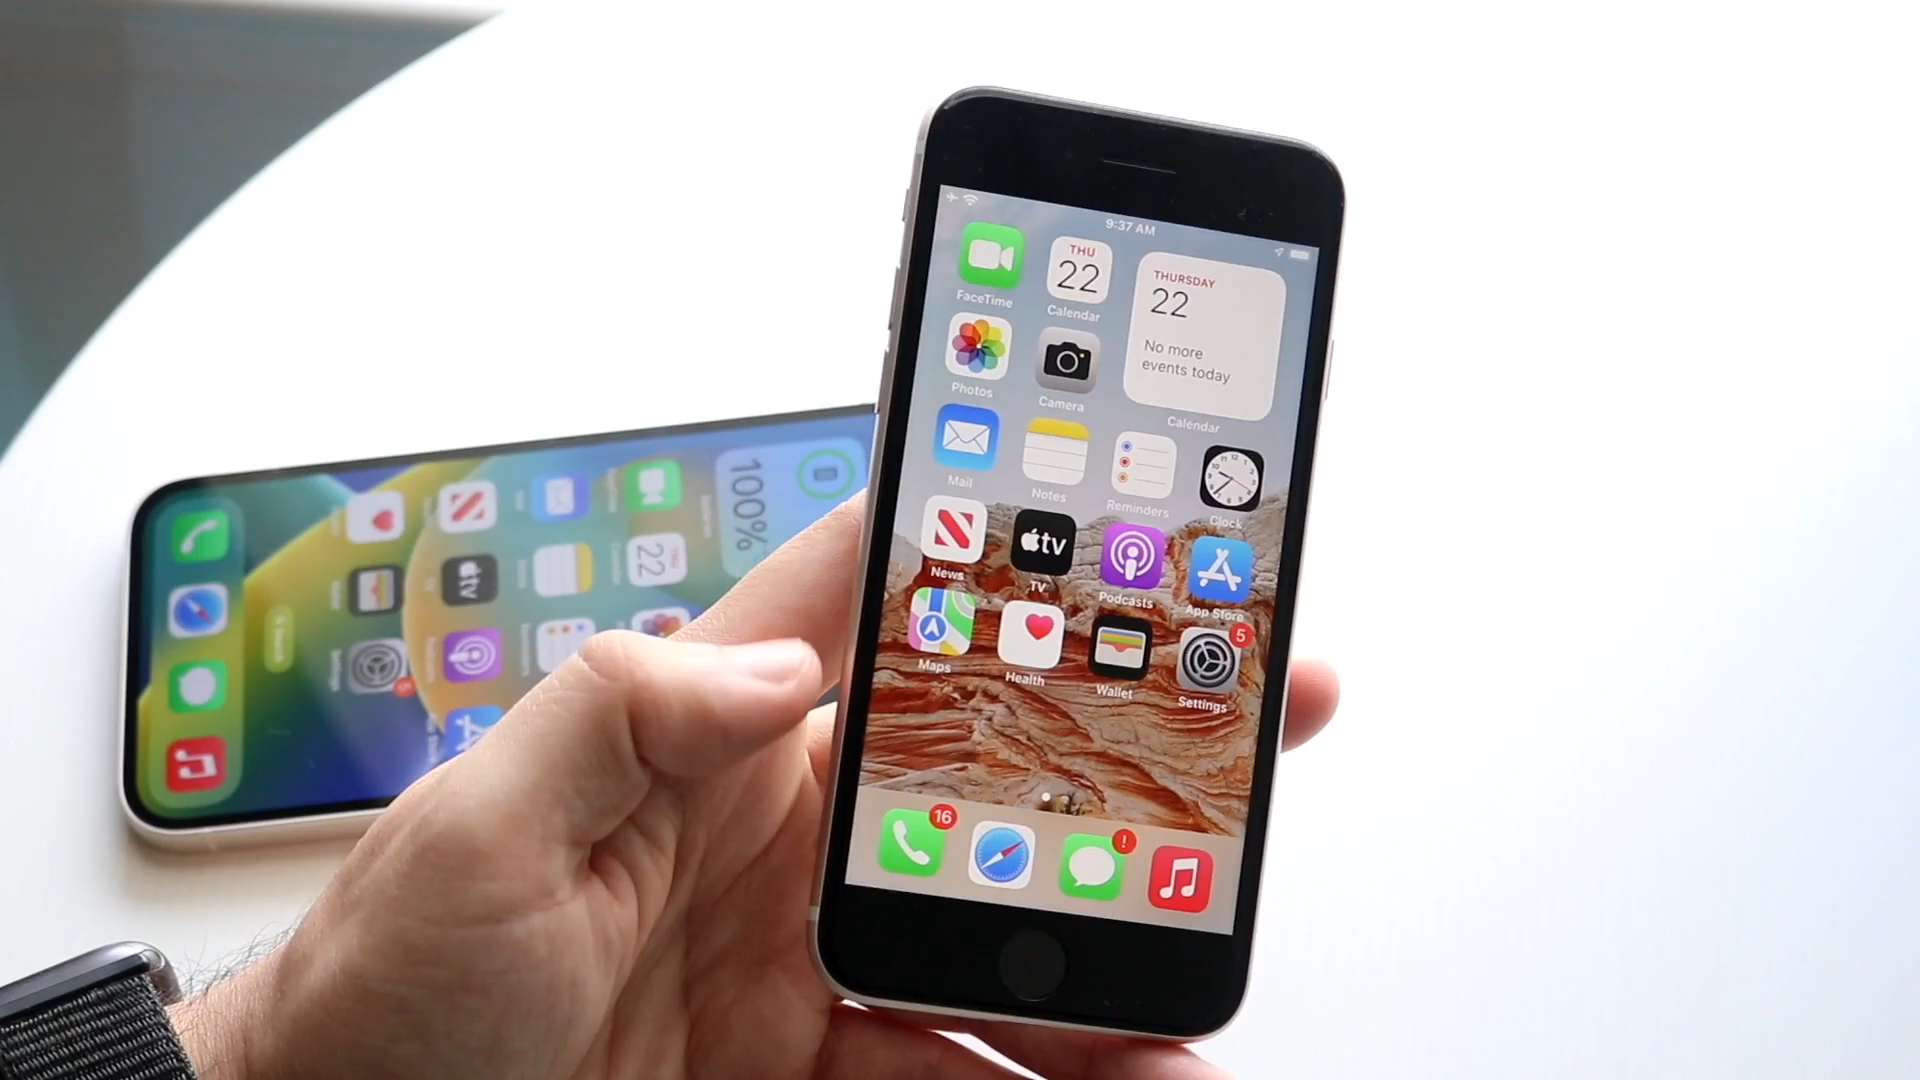 9:37 AM
FaceTime
THU
22
Calendar
THURSDAY
22
No more
events today
Calendar
Photos
Camera
Mail
Notes
Reminders
Clock
News
tv
TV
Podcasts
App Store
Maps
Health
Wallet
5
Settings
16
!
100%
22
tv